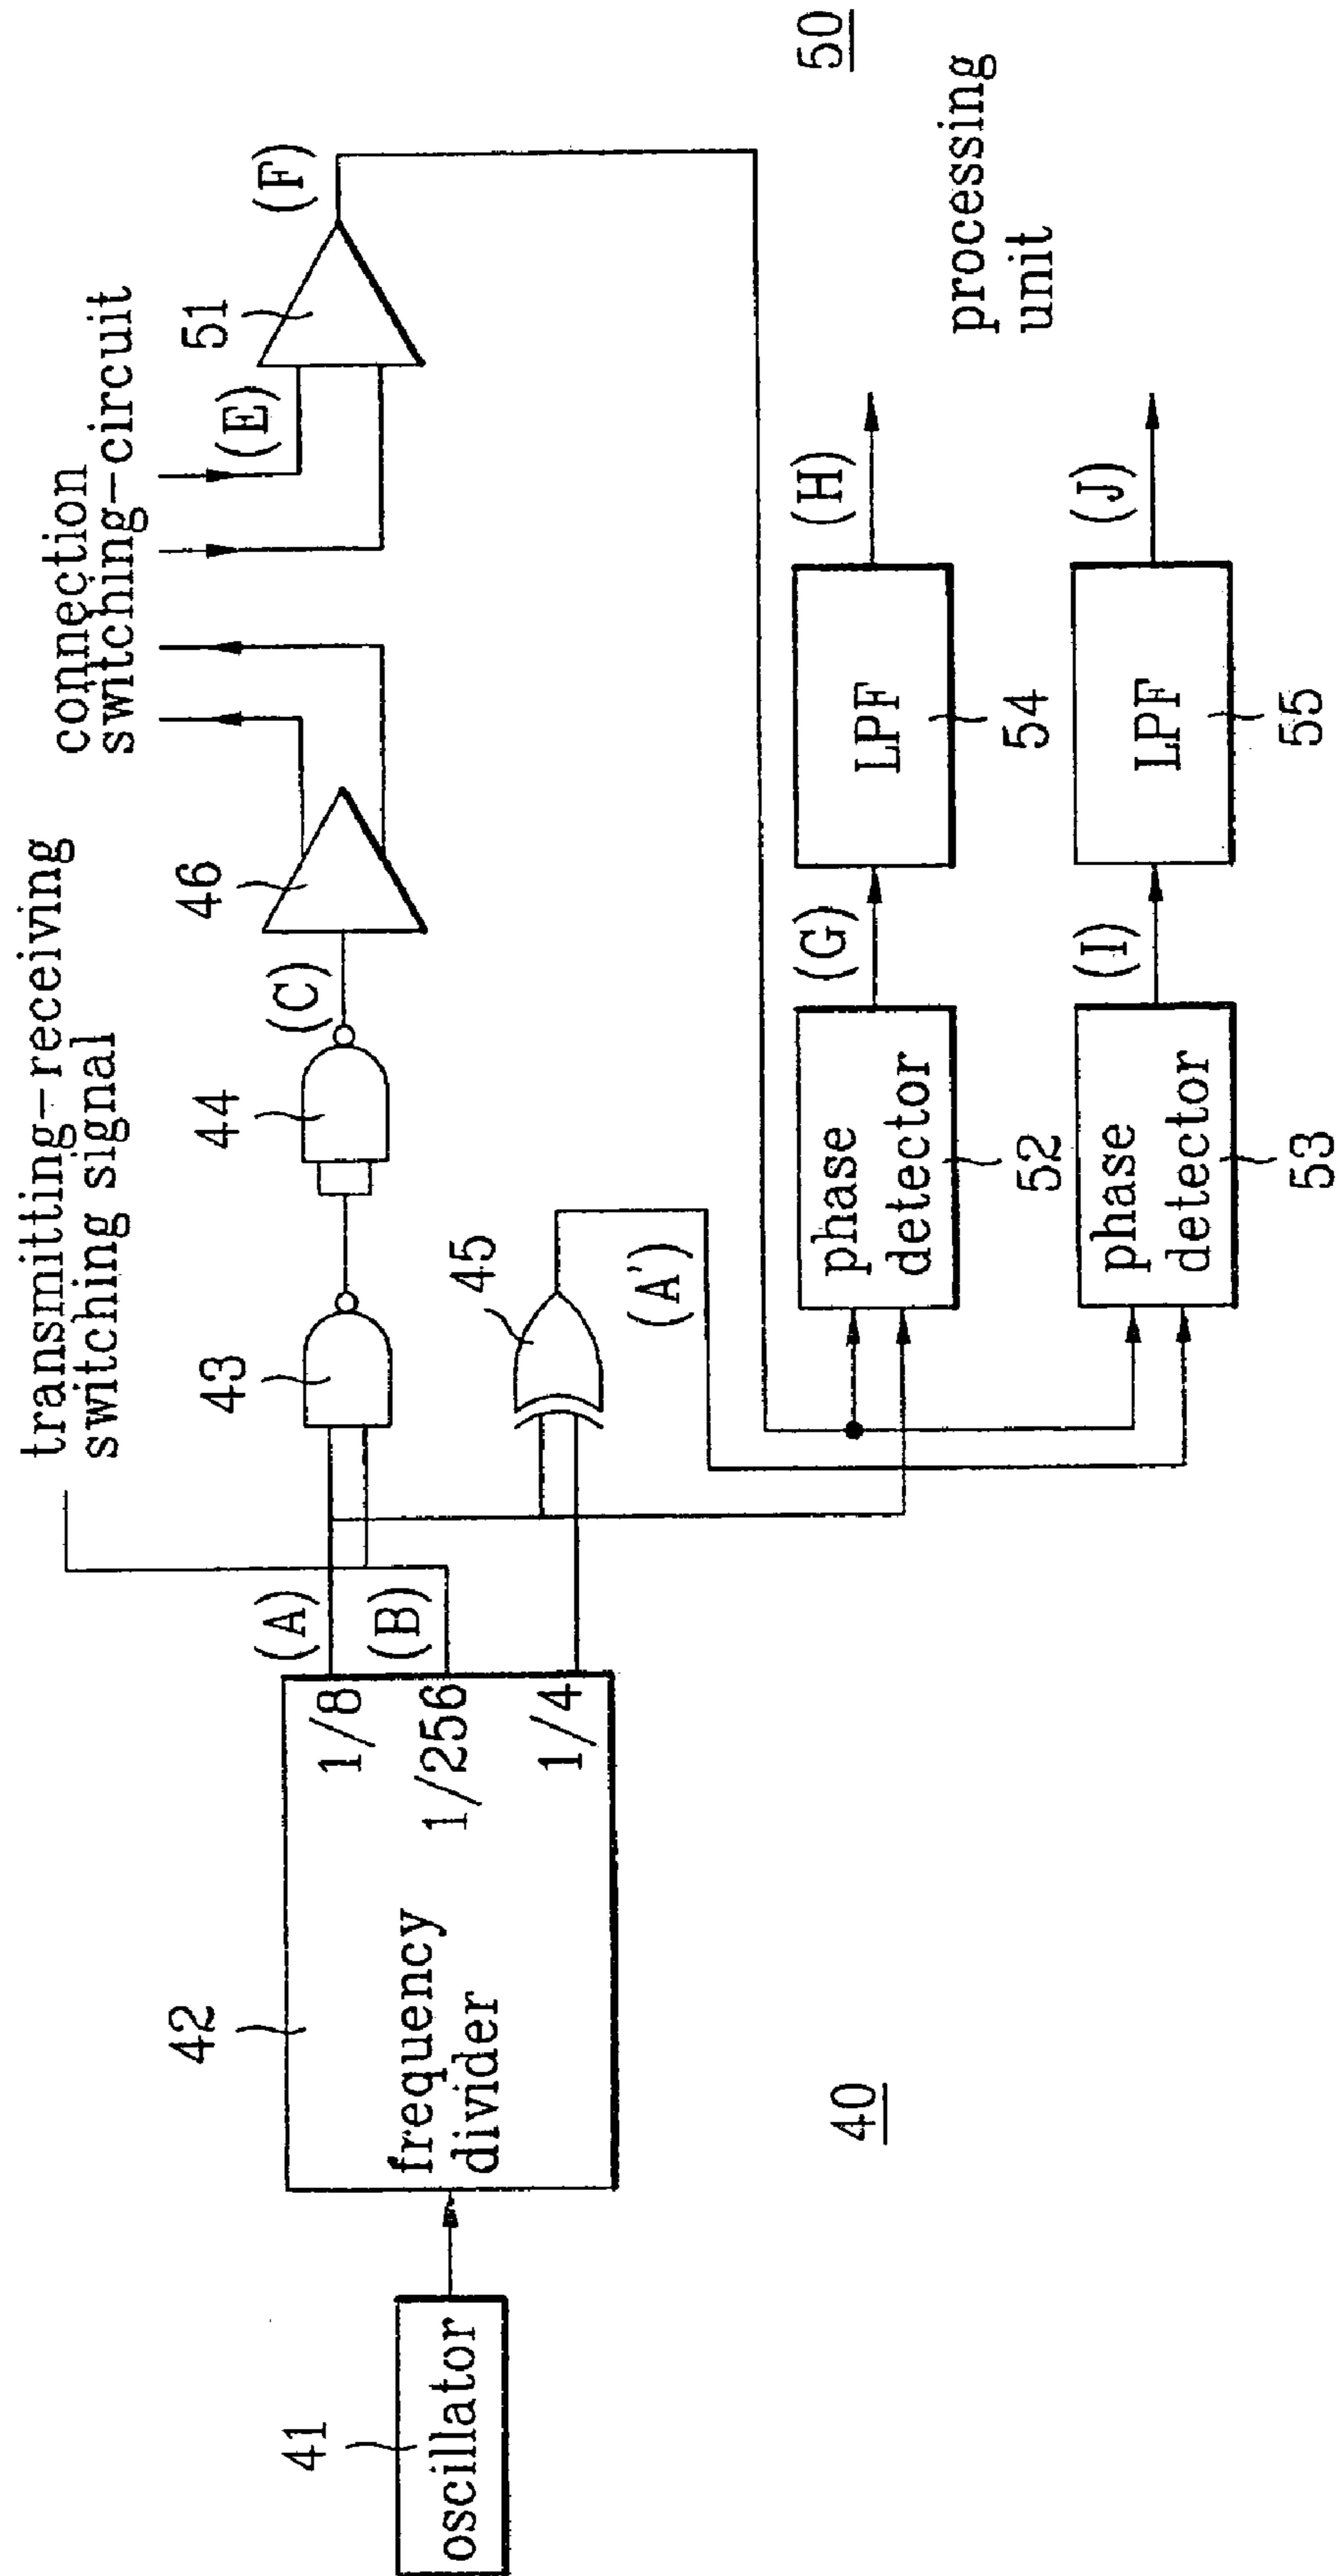 transmitting-receiving
switching signal
connection
switching-circuit
41
oscillator
42
frequency
divider
1/8
1/256
1/4
(A)
(B)
43
44
(C)
46
45
(A')
(E)
51
(F)
phase
detector
52
(G)
LPF
54
(H)
phase
detector
53
(I)
LPF
55
(J)
processing
unit
40
50